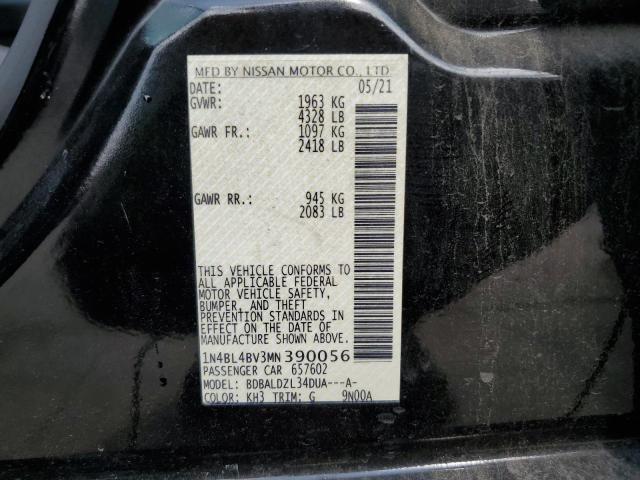 MFD BY NISSAN MOTOR CO., LTD
DATE: 05/21
GVWR: 1963 KG
4328 LB
GAWR FR.: 1097 KG
2418 LB
GAWR RR.: 945 KG
2083 LB
THIS VEHICLE CONFORMS TO
ALL APPLICABLE FEDERAL
MOTOR VEHICLE SAFETY,
BUMPER, AND THEFT
PREVENTION STANDARDS IN
EFFECT ON THE DATE OF
MANUFACTURE SHOWN ABOVE.
1N4BL4BV3MN390056
PASSENGER CAR 657602
MODEL: BDBALDZL34DUA---A-
COLOR: KH3 TRIM: G 9N00A